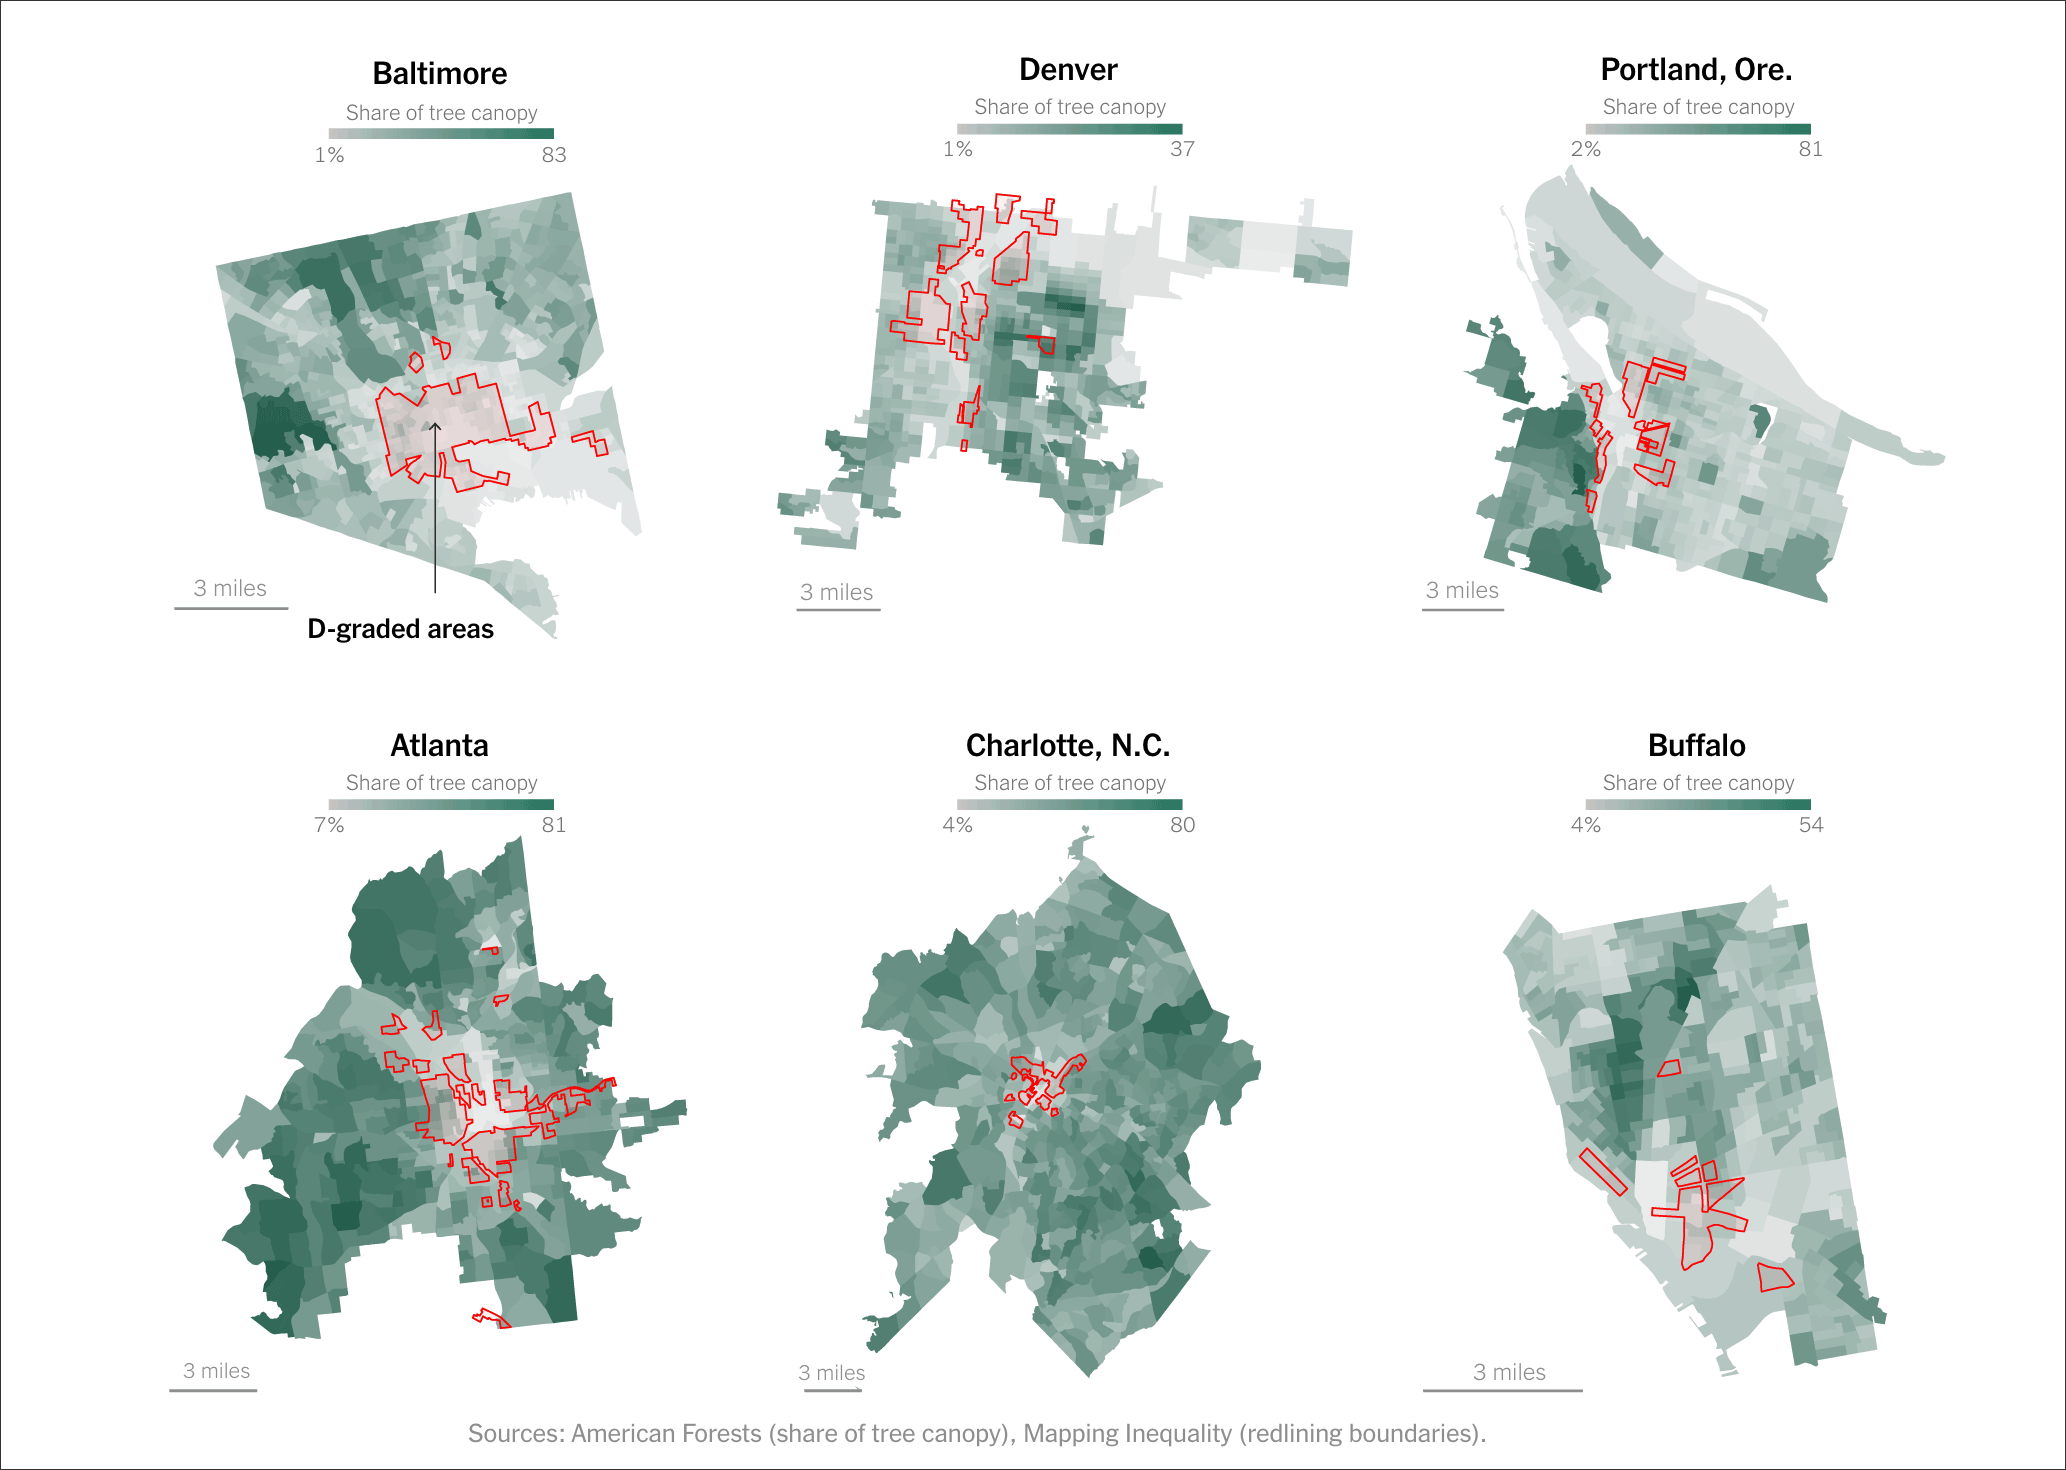 Baltimore
Share of tree canopy
1% 83
Denver
Share of tree canopy
1% 37
Portland, Ore.
Share of tree canopy
2% 81
3 miles
D-graded areas
3 miles
3 miles
Atlanta
Share of tree canopy
7% 81
Charlotte, N.C.
Share of tree canopy
4% 80
Buffalo
Share of tree canopy
4% 54
3 miles
3 miles
3 miles
Sources: American Forests (share of tree canopy), Mapping Inequality (redlining boundaries).